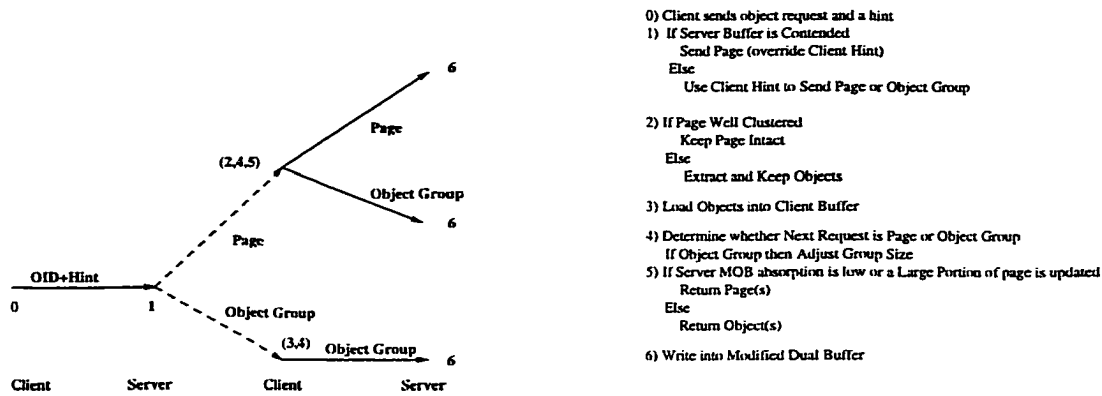 6
Page
(2,4,5)
Object Group
6
Page
OID+Hint
0
1
Object Group
(3,4)
Object Group
6
Client
Server
Client
Server
0) Client sends object request and a hint
1) If Server Buffer is Contended
Send Page (override Client Hint)
Else
Use Client Hint to Send Page or Object Group
2) If Page Well Clustered
Keep Page Intact
Else
Extract and Keep Objects
3) Load Objects into Client Buffer
4) Determine whether Next Request is Page or Object Group
If Object Group then Adjust Group Size
5) If Server MOB absorption is low or a Large Portion of page is updated
Return Page(s)
Else
Return Object(s)
6) Write into Modified Dual Buffer